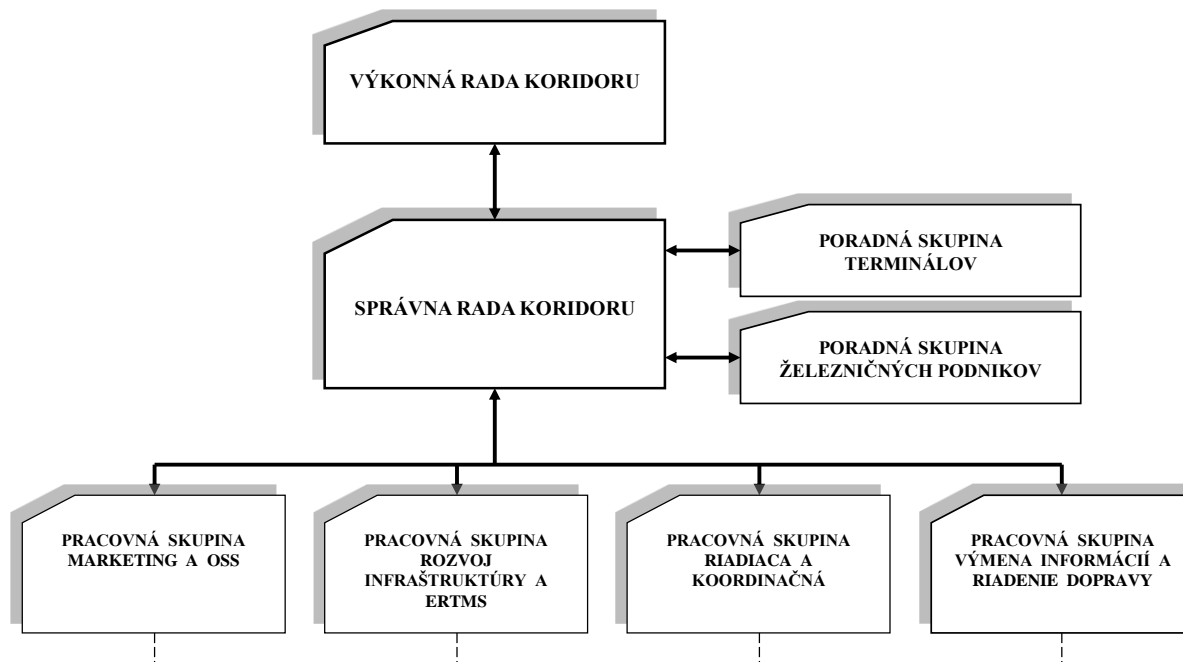 VÝKONNÁ RADA KORIDORU
SPRÁVNA RADA KORIDORU
PORADNÁ SKUPINA
TERMINÁLOV
PORADNÁ SKUPINA
ŽELEZNIČNÝCH PODNIKOV
PRACOVNÁ SKUPINA
MARKETING A OSS
PRACOVNÁ SKUPINA
ROZVOJ
INFRAŠTRUKTÚRY A
ERTMS
PRACOVNÁ SKUPINA
RIADIACA A
KOORDINAČNÁ
PRACOVNÁ SKUPINA
VÝMENA INFORMÁCIÍ A
RIADENIE DOPRAVY